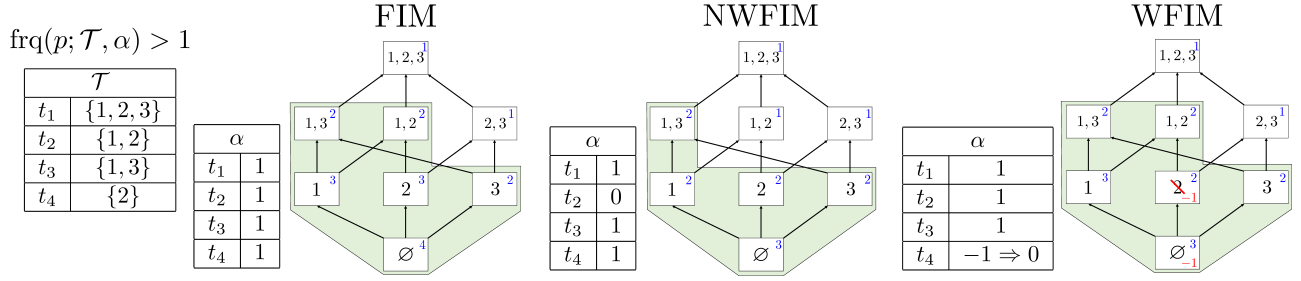 FIM
NWFIM
WFIM
frq(p; 𝒯, α) > 1
𝒯
t₁ {1, 2, 3}
t₂ {1, 2}
t₃ {1, 3}
t₄ {2}
α
t₁ 1
t₂ 1
t₃ 1
t₄ 1
1, 2, 3 1
1, 3 2
1, 2 2
2, 3 1
1 3
2 3
3 2
∅ 4
α
t₁ 1
t₂ 0
t₃ 1
t₄ 1
1, 2, 3 1
1, 3 2
1, 2 1
2, 3 1
1 2
2 2
3 2
∅ 3
α
t₁ 1
t₂ 1
t₃ 1
t₄ −1 ⇒ 0
1, 2, 3 1
1, 3 2
1, 2 2
2, 3 1
1 3
2 2 −1
3 2
∅ 3 −1